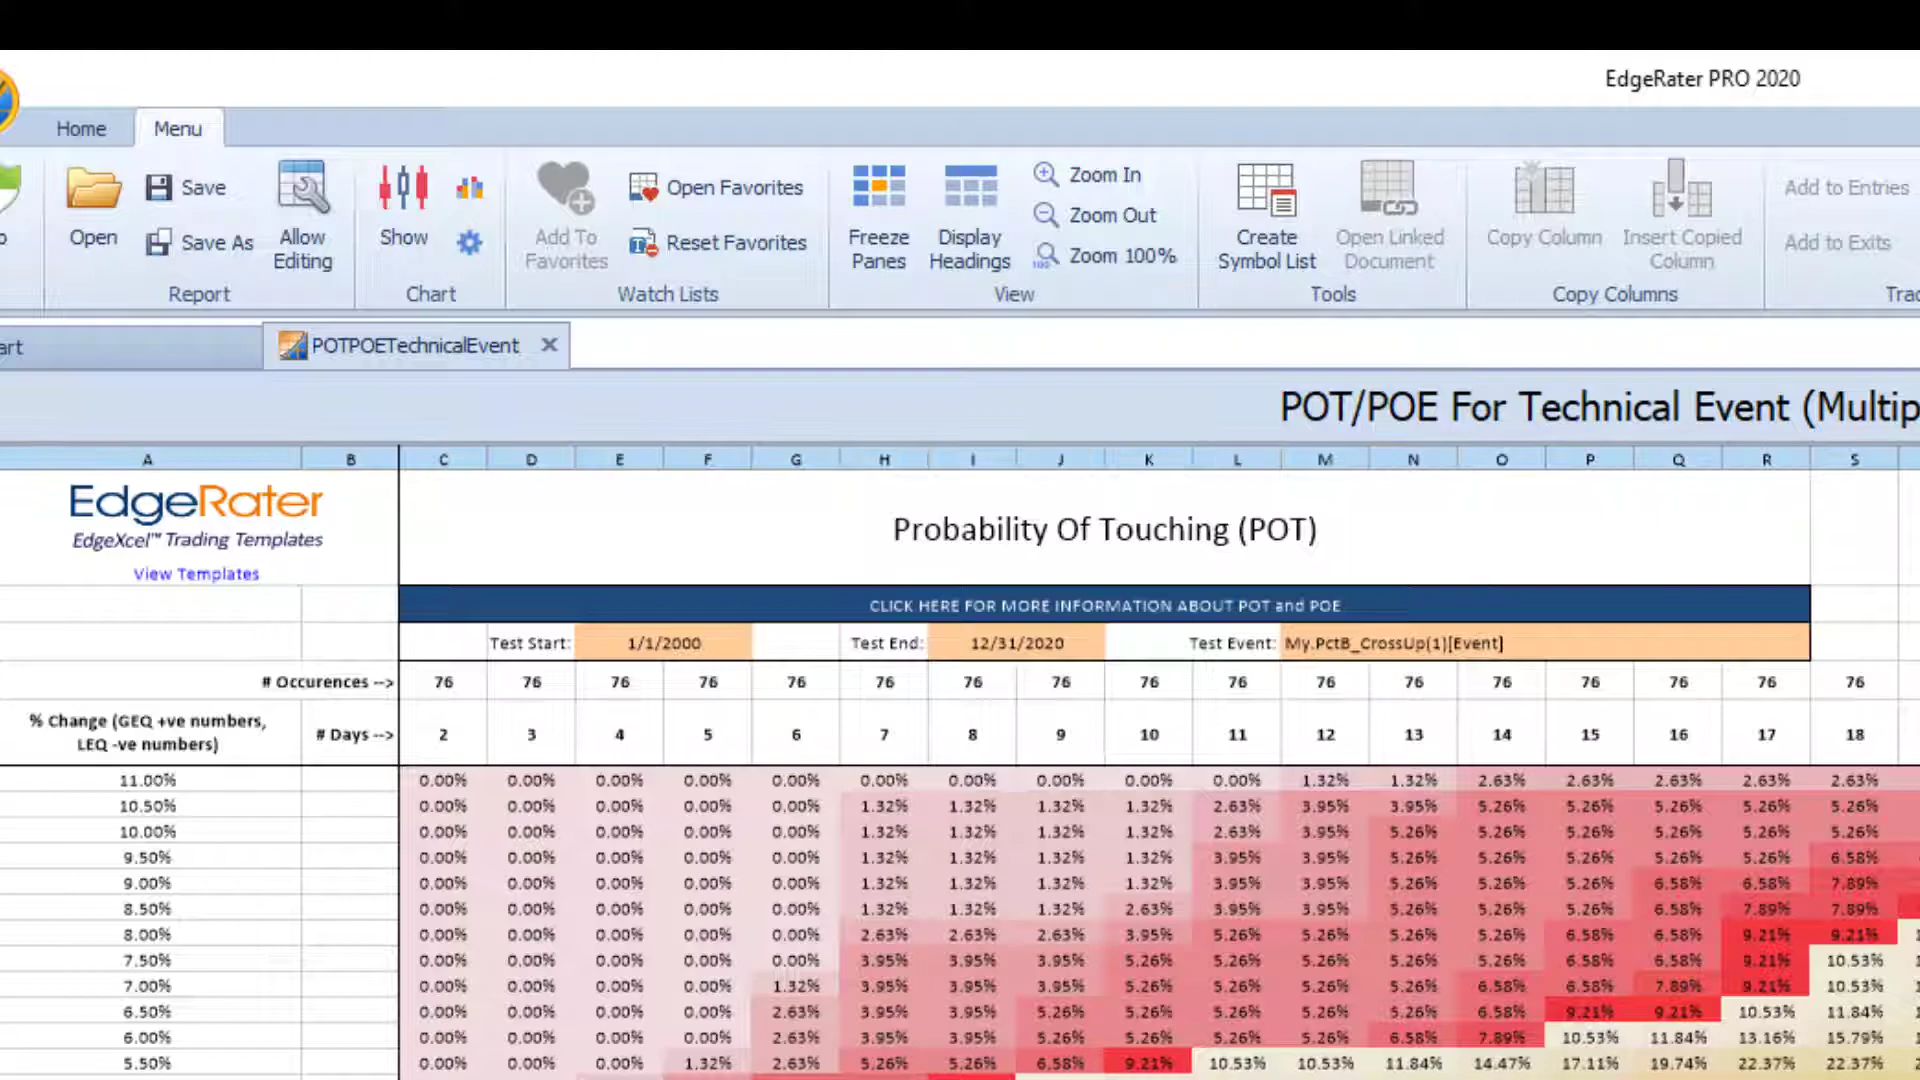 EdgeRater PRO 2020
Home Menu
Open Save Save As Allow Editing Report
Show Chart
Add To Favorites Open Favorites Reset Favorites Watch Lists
Freeze Panes Display Headings Zoom In Zoom Out Zoom 100% View
Create Symbol List Open Linked Document Tools
Copy Column Insert Copied Column Copy Columns
Add to Entries Add to Exits
POTPOETechnicalEvent
POT/POE For Technical Event (Multip
A B C D E F G H I J K L M N O P Q R S
EdgeRater
EdgeXcel™ Trading Templates
View Templates
Probability Of Touching (POT)
CLICK HERE FOR MORE INFORMATION ABOUT POT and POE
Test Start: 1/1/2000 Test End: 12/31/2020 Test Event: My.PctB_CrossUp(1)[Event]
# Occurences --> 76 76 76 76 76 76 76 76 76 76 76 76 76 76 76 76 76
% Change (GEQ +ve numbers, LEQ -ve numbers) # Days --> 2 3 4 5 6 7 8 9 10 11 12 13 14 15 16 17 18
11.00% 0.00% 0.00% 0.00% 0.00% 0.00% 0.00% 0.00% 0.00% 0.00% 0.00% 1.32% 1.32% 2.63% 2.63% 2.63% 2.63% 2.63%
10.50% 0.00% 0.00% 0.00% 0.00% 0.00% 1.32% 1.32% 1.32% 1.32% 2.63% 3.95% 3.95% 5.26% 5.26% 5.26% 5.26% 5.26%
10.00% 0.00% 0.00% 0.00% 0.00% 0.00% 1.32% 1.32% 1.32% 1.32% 2.63% 3.95% 5.26% 5.26% 5.26% 5.26% 5.26% 5.26%
9.50% 0.00% 0.00% 0.00% 0.00% 0.00% 1.32% 1.32% 1.32% 1.32% 3.95% 3.95% 5.26% 5.26% 5.26% 5.26% 5.26% 6.58%
9.00% 0.00% 0.00% 0.00% 0.00% 0.00% 1.32% 1.32% 1.32% 1.32% 3.95% 3.95% 5.26% 5.26% 5.26% 6.58% 6.58% 7.89%
8.50% 0.00% 0.00% 0.00% 0.00% 0.00% 1.32% 1.32% 1.32% 2.63% 3.95% 3.95% 5.26% 5.26% 5.26% 6.58% 7.89% 7.89%
8.00% 0.00% 0.00% 0.00% 0.00% 0.00% 2.63% 2.63% 2.63% 3.95% 5.26% 5.26% 5.26% 5.26% 6.58% 6.58% 9.21% 9.21%
7.50% 0.00% 0.00% 0.00% 0.00% 0.00% 3.95% 3.95% 3.95% 5.26% 5.26% 5.26% 5.26% 5.26% 6.58% 6.58% 9.21% 10.53%
7.00% 0.00% 0.00% 0.00% 0.00% 1.32% 3.95% 3.95% 3.95% 5.26% 5.26% 5.26% 5.26% 6.58% 6.58% 7.89% 9.21% 10.53%
6.50% 0.00% 0.00% 0.00% 0.00% 2.63% 3.95% 3.95% 5.26% 5.26% 5.26% 5.26% 5.26% 6.58% 9.21% 9.21% 10.53% 11.84%
6.00% 0.00% 0.00% 0.00% 0.00% 2.63% 3.95% 3.95% 5.26% 5.26% 5.26% 5.26% 6.58% 7.89% 10.53% 11.84% 13.16% 15.79%
5.50% 0.00% 0.00% 0.00% 1.32% 2.63% 5.26% 5.26% 6.58% 9.21% 10.53% 10.53% 11.84% 14.47% 17.11% 19.74% 22.37% 22.37%